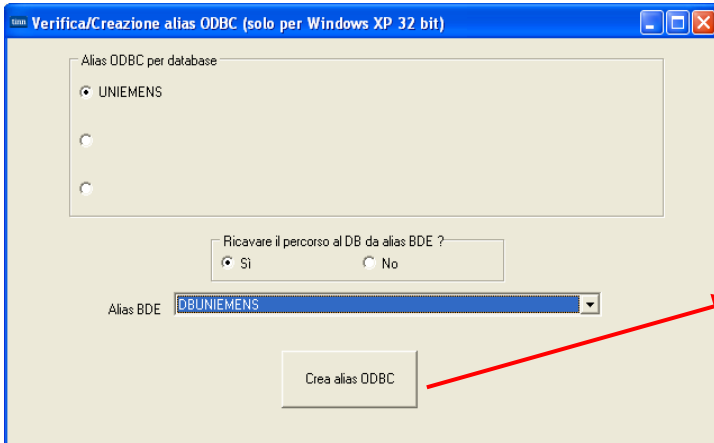 tinn Verifica/Creazione alias ODBC (solo per Windows XP 32 bit)
Alias ODBC per database
UNIEMENS
Ricavare il percorso al DB da alias BDE ?
Sì No
Alias BDE DBUNIEMENS
Crea alias ODBC